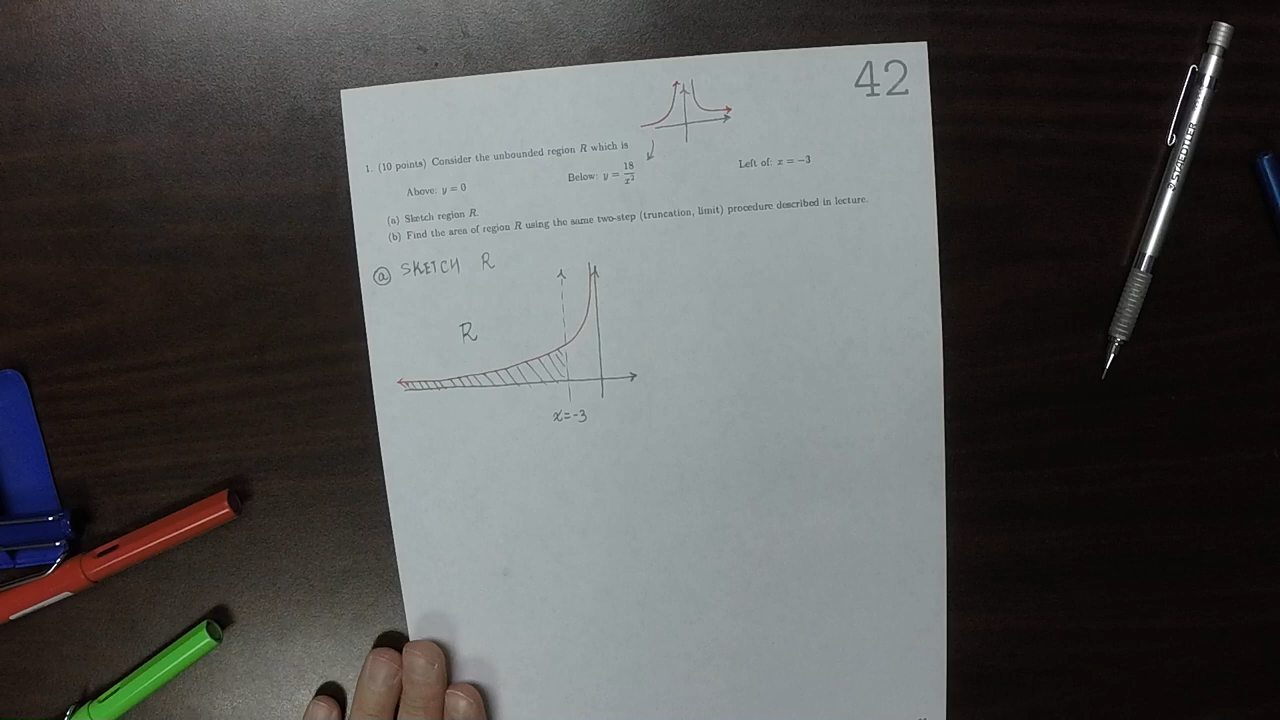 42
1. (10 points) Consider the unbounded region R which is
Above: y = 0 Below: y = 18/x² Left of: x = −3
(a) Sketch region R.
(b) Find the area of region R using the same two-step (truncation, limit) procedure described in lecture.
ⓐ SKETCH R
R
x=-3
STAEDTLER